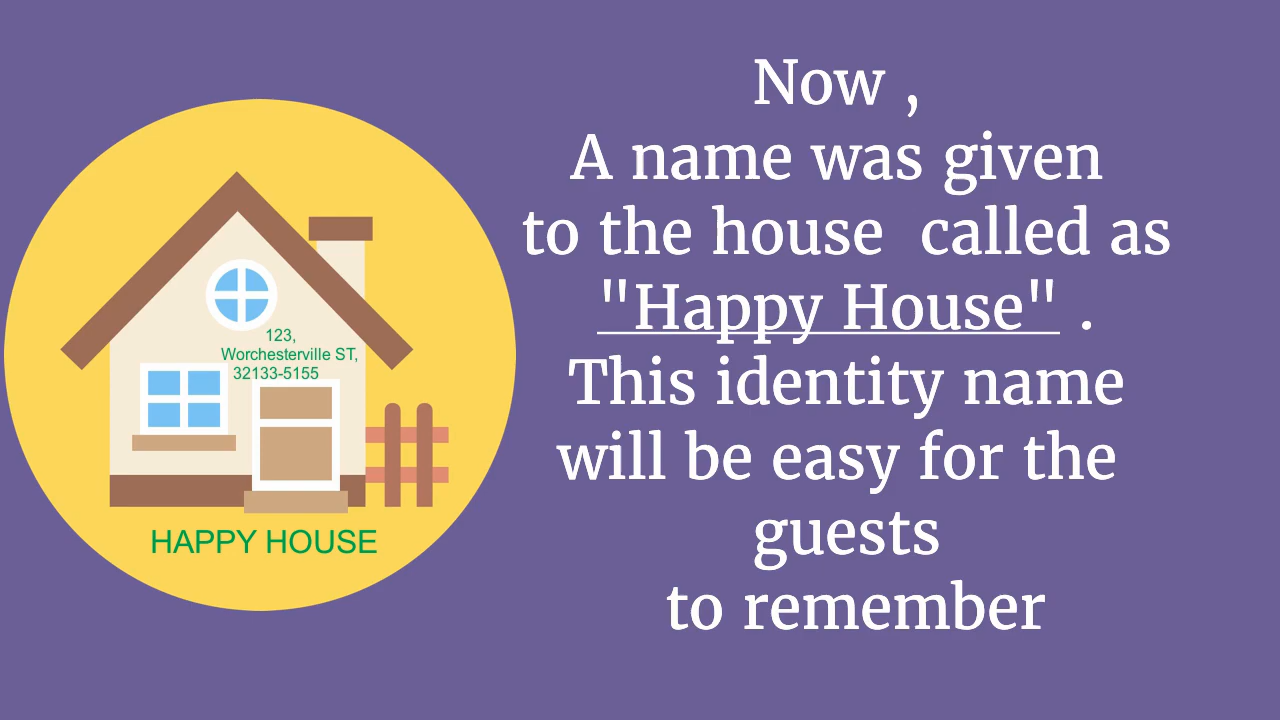 123,
Worchesterville ST,
32133-5155
HAPPY HOUSE
Now ,
A name was given
to the house  called as
"Happy House" .
This identity name
will be easy for the
guests
to remember